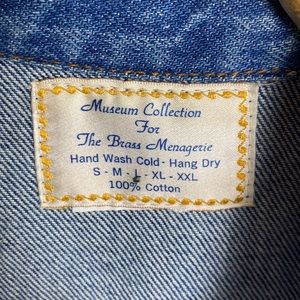 Museum Collection
For
The Brass Menagerie
Hand Wash Cold - Hang Dry
S - M - L - XL - XXL
100% Cotton